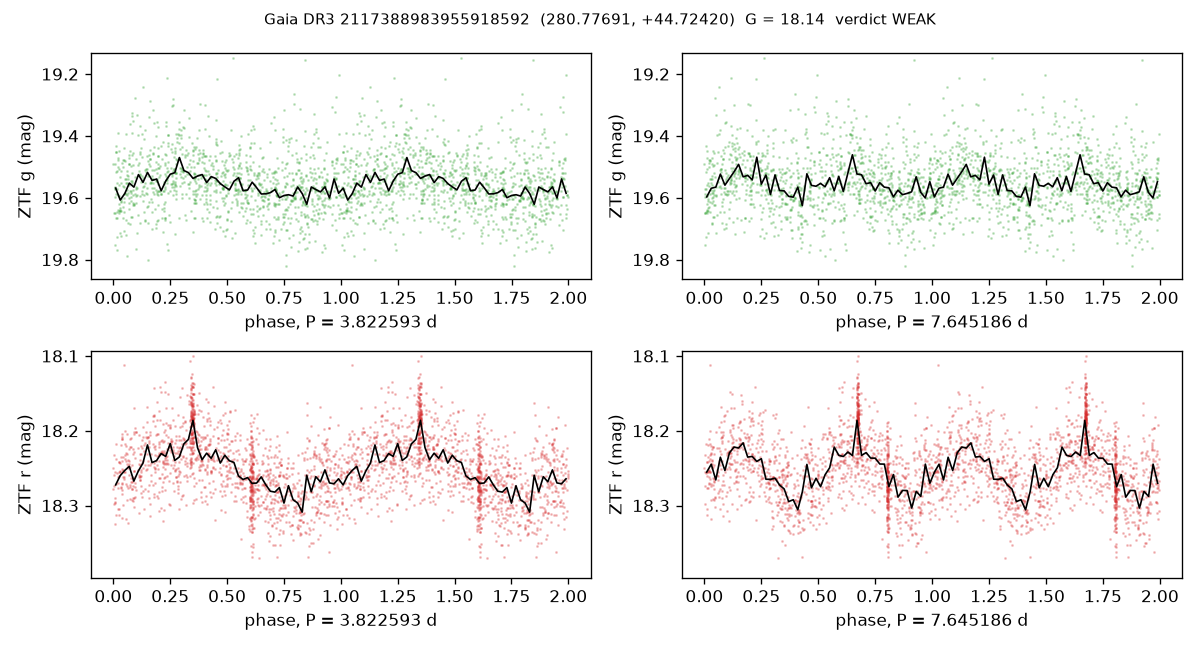 Gaia DR3 2117388983955918592 (280.77691, +44.72420) G = 18.14 verdict WEAK
ZTF g (mag)
19.2
19.4
19.6
19.8
0.00 0.25 0.50 0.75 1.00 1.25 1.50 1.75 2.00
phase, P = 3.822593 d
ZTF g (mag)
19.2
19.4
19.6
19.8
0.00 0.25 0.50 0.75 1.00 1.25 1.50 1.75 2.00
phase, P = 7.645186 d
ZTF r (mag)
18.1
18.2
18.3
0.00 0.25 0.50 0.75 1.00 1.25 1.50 1.75 2.00
phase, P = 3.822593 d
ZTF r (mag)
18.1
18.2
18.3
0.00 0.25 0.50 0.75 1.00 1.25 1.50 1.75 2.00
phase, P = 7.645186 d